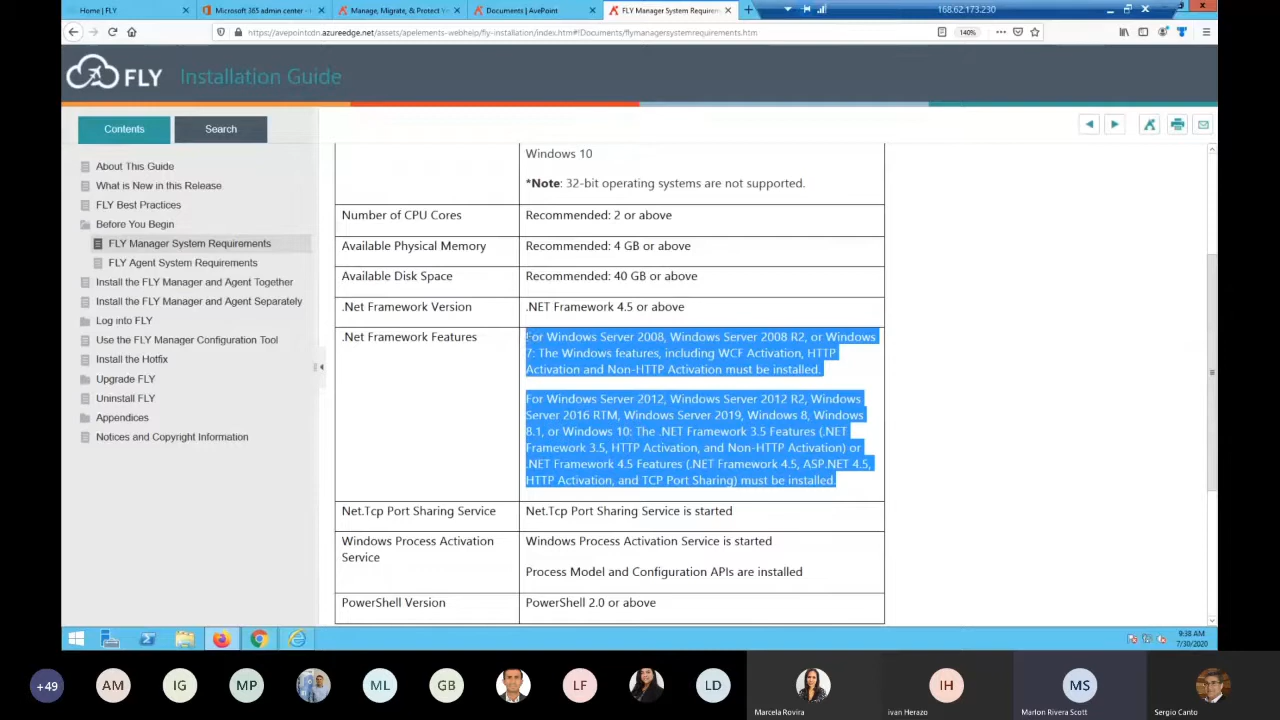 Home | FLY
Microsoft 365 admin center -
Manage, Migrate, & Protect Y
Documents | AvePoint
FLY Manager System Requiremen
168.62.173.230
https://avepointcdn.azureedge.net/assets/apelements-webhelp/fly-installation/index.htm#!Documents/flymanagersystemrequirements.htm
140%
FLY Installation Guide
Contents
Search
About This Guide
What is New in this Release
FLY Best Practices
Before You Begin
FLY Manager System Requirements
FLY Agent System Requirements
Install the FLY Manager and Agent Together
Install the FLY Manager and Agent Separately
Log into FLY
Use the FLY Manager Configuration Tool
Install the Hotfix
Upgrade FLY
Uninstall FLY
Appendices
Notices and Copyright Information
Windows 10
*Note: 32-bit operating systems are not supported.
Number of CPU Cores
Recommended: 2 or above
Available Physical Memory
Recommended: 4 GB or above
Available Disk Space
Recommended: 40 GB or above
.Net Framework Version
.NET Framework 4.5 or above
.Net Framework Features
For Windows Server 2008, Windows Server 2008 R2, or Windows
7: The Windows features, including WCF Activation, HTTP
Activation and Non-HTTP Activation must be installed.
For Windows Server 2012, Windows Server 2012 R2, Windows
Server 2016 RTM, Windows Server 2019, Windows 8, Windows
8.1, or Windows 10: The .NET Framework 3.5 Features (.NET
Framework 3.5, HTTP Activation, and Non-HTTP Activation) or
.NET Framework 4.5 Features (.NET Framework 4.5, ASP.NET 4.5,
HTTP Activation, and TCP Port Sharing) must be installed.
Net.Tcp Port Sharing Service
Net.Tcp Port Sharing Service is started
Windows Process Activation
Service
Windows Process Activation Service is started
Process Model and Configuration APIs are installed
PowerShell Version
PowerShell 2.0 or above
9:38 AM
7/30/2020
+49
AM
IG
MP
ML
GB
LF
LD
IH
MS
Marcela Rovira
ivan Herazo
Marlon Rivera Scott
Sergio Canto